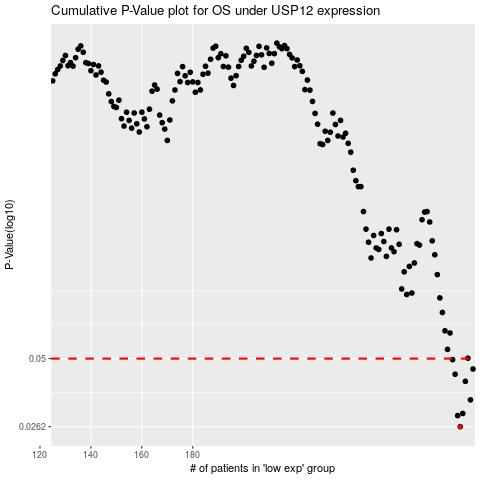 Cumulative P-Value plot for OS under USP12 expression
P-Value(log10)
0.05
0.0262
120 140 160 180
# of patients in 'low exp' group